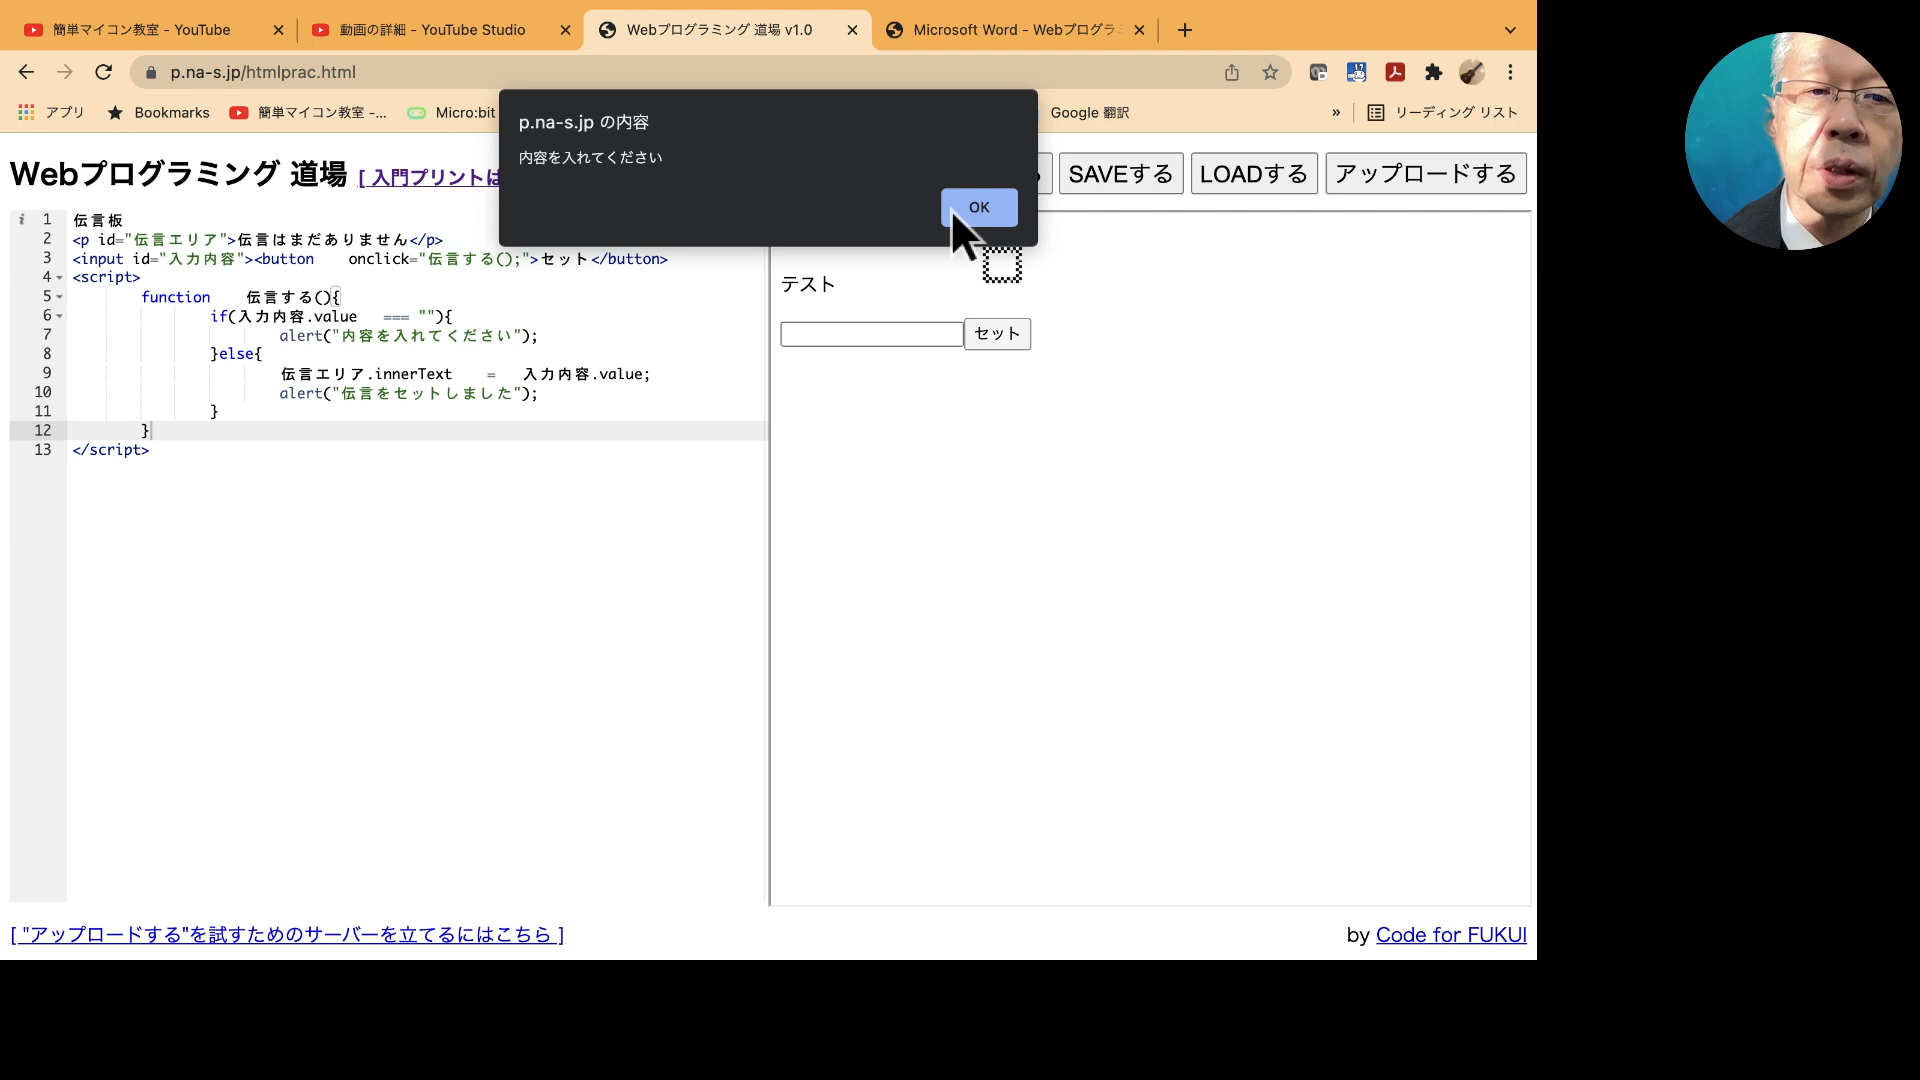 簡単マイコン教室 - YouTube
動画の詳細 - YouTube Studio
Webプログラミング 道場 v1.0
Microsoft Word - Webプログラ
p.na-s.jp/htmlprac.html
アプリ
Bookmarks
簡単マイコン教室 -...
Micro:bit
Google 翻訳
»
リーディング リスト
p.na-s.jp の内容
内容を入れてください
OK
Webプログラミング 道場 [ 入門プリントは
SAVEする
LOADする
アップロードする
1 伝言板
2 <p id="伝言エリア">伝言はまだありません</p>
3 <input id="入力内容"><button onclick="伝言する();">セット</button>
4 <script>
5 function 伝言する(){
6 if(入力内容.value === ""){
7 alert("内容を入れてください");
8 }else{
9 伝言エリア.innerText = 入力内容.value;
10 alert("伝言をセットしました");
11 }
12 }
13 </script>
テスト
セット
[ "アップロードする"を試すためのサーバーを立てるにはこちら ]
by Code for FUKUI